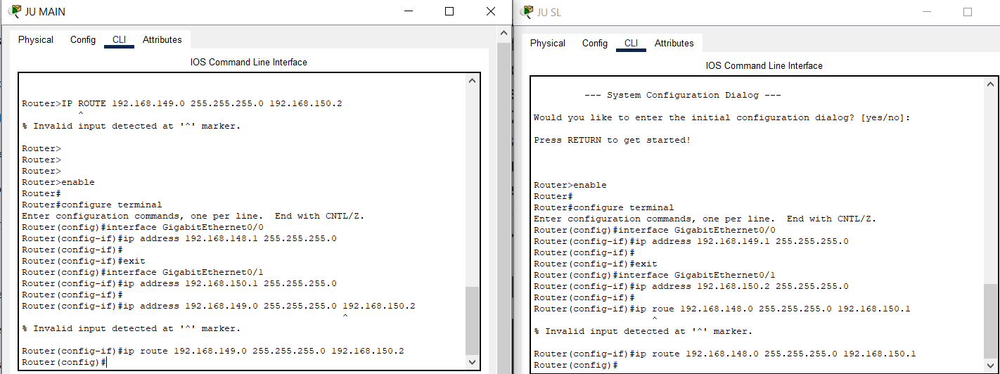 JU MAIN
Physical Config CLI Attributes
IOS Command Line Interface
Router>IP ROUTE 192.168.149.0 255.255.255.0 192.168.150.2
^
% Invalid input detected at '^' marker.
Router>
Router>
Router>
Router>enable
Router#
Router#configure terminal
Enter configuration commands, one per line.  End with CNTL/Z.
Router(config)#interface GigabitEthernet0/0
Router(config-if)#ip address 192.168.148.1 255.255.255.0
Router(config-if)#
Router(config-if)#exit
Router(config)#interface GigabitEthernet0/1
Router(config-if)#ip address 192.168.150.1 255.255.255.0
Router(config-if)#
Router(config-if)#ip address 192.168.149.0 255.255.255.0 192.168.150.2
^
% Invalid input detected at '^' marker.
Router(config-if)#ip route 192.168.149.0 255.255.255.0 192.168.150.2
Router(config)#
JU SL
Physical Config CLI Attributes
IOS Command Line Interface
--- System Configuration Dialog ---
Would you like to enter the initial configuration dialog? [yes/no]:
Press RETURN to get started!
Router>enable
Router#
Router#configure terminal
Enter configuration commands, one per line.  End with CNTL/Z.
Router(config)#interface GigabitEthernet0/0
Router(config-if)#ip address 192.168.149.1 255.255.255.0
Router(config-if)#
Router(config-if)#exit
Router(config)#interface GigabitEthernet0/1
Router(config-if)#ip address 192.168.150.2 255.255.255.0
Router(config-if)#
Router(config-if)#ip roue 192.168.148.0 255.255.255.0 192.168.150.1
^
% Invalid input detected at '^' marker.
Router(config-if)#ip route 192.168.148.0 255.255.255.0 192.168.150.1
Router(config)#